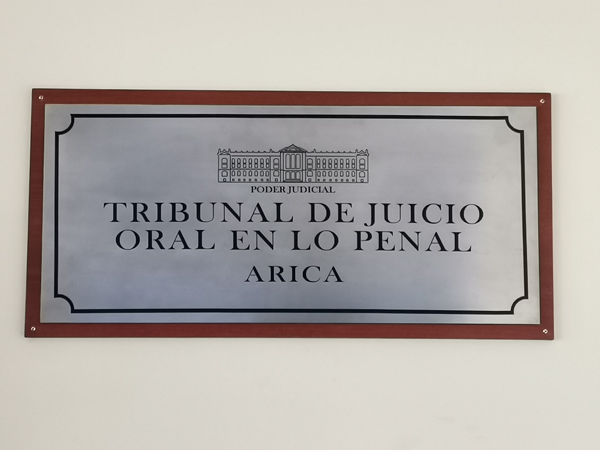 PODER JUDICIAL
TRIBUNAL DE JUICIO
ORAL EN LO PENAL
ARICA